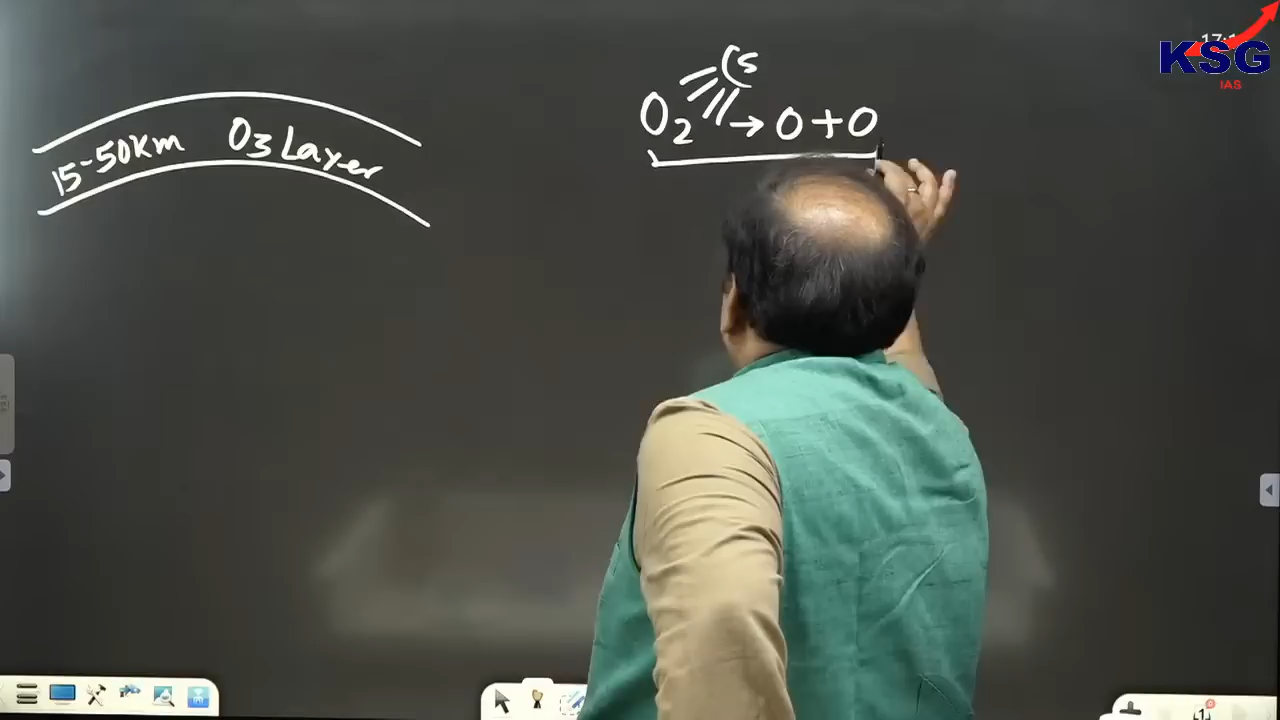 15-50Km O3 Layer
S
O2 → O + O
KSG
IAS